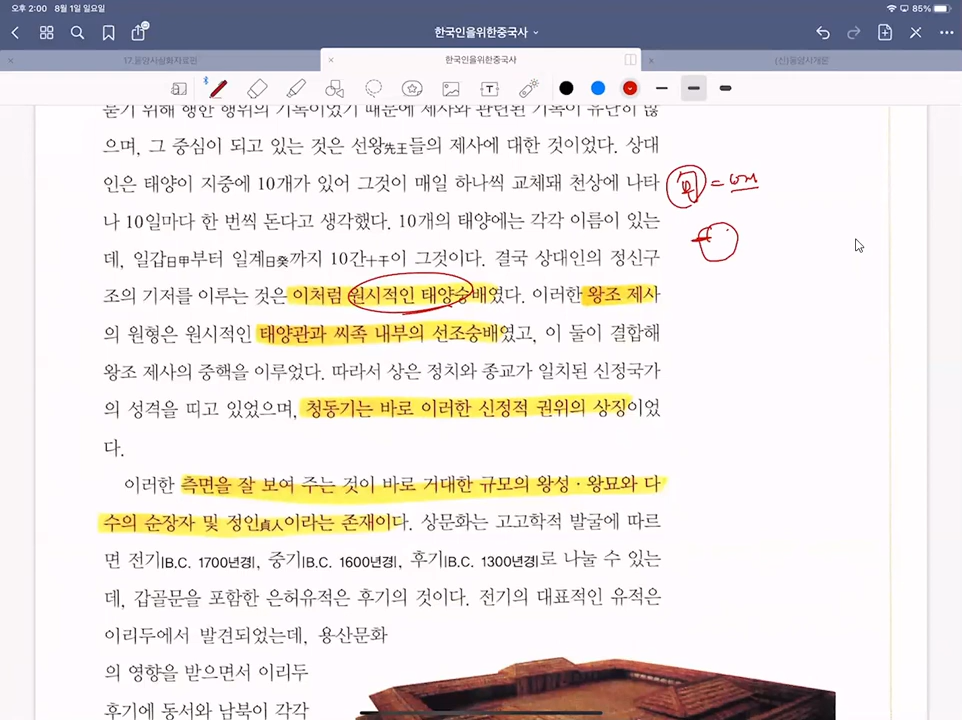 오후 2:00 8월 1일 일요일
85%
한국인을위한중국사
17.동양사심화자료편
한국인을위한중국사
(신)동양사개론
묻기 위해 행한 행위의 기록이었기 때문에 제사와 관련된 기록이 유난히 많
으며, 그 중심이 되고 있는 것은 선왕先王들의 제사에 대한 것이었다. 상대
인은 태양이 지중에 10개가 있어 그것이 매일 하나씩 교체돼 천상에 나타
나 10일마다 한 번씩 돈다고 생각했다. 10개의 태양에는 각각 이름이 있는
데, 일갑日甲부터 일계日癸까지 10간十干이 그것이다. 결국 상대인의 정신구
조의 기저를 이루는 것은 이처럼 원시적인 태양숭배였다. 이러한 왕조 제사
의 원형은 원시적인 태양관과 씨족 내부의 선조숭배였고, 이 둘이 결합해
왕조 제사의 중핵을 이루었다. 따라서 상은 정치와 종교가 일치된 신정국가
의 성격을 띠고 있었으며, 청동기는 바로 이러한 신정적 권위의 상징이었
다.
이러한 측면을 잘 보여 주는 것이 바로 거대한 규모의 왕성·왕묘와 다
수의 순장자 및 정인貞人이라는 존재이다. 상문화는 고고학적 발굴에 따르
면 전기|B.C. 1700년경|, 중기|B.C. 1600년경|, 후기|B.C. 1300년경|로 나눌 수 있는
데, 갑골문을 포함한 은허유적은 후기의 것이다. 전기의 대표적인 유적은
이리두에서 발견되었는데, 용산문화
의 영향을 받으면서 이리두
후기에 동서와 남북이 각각